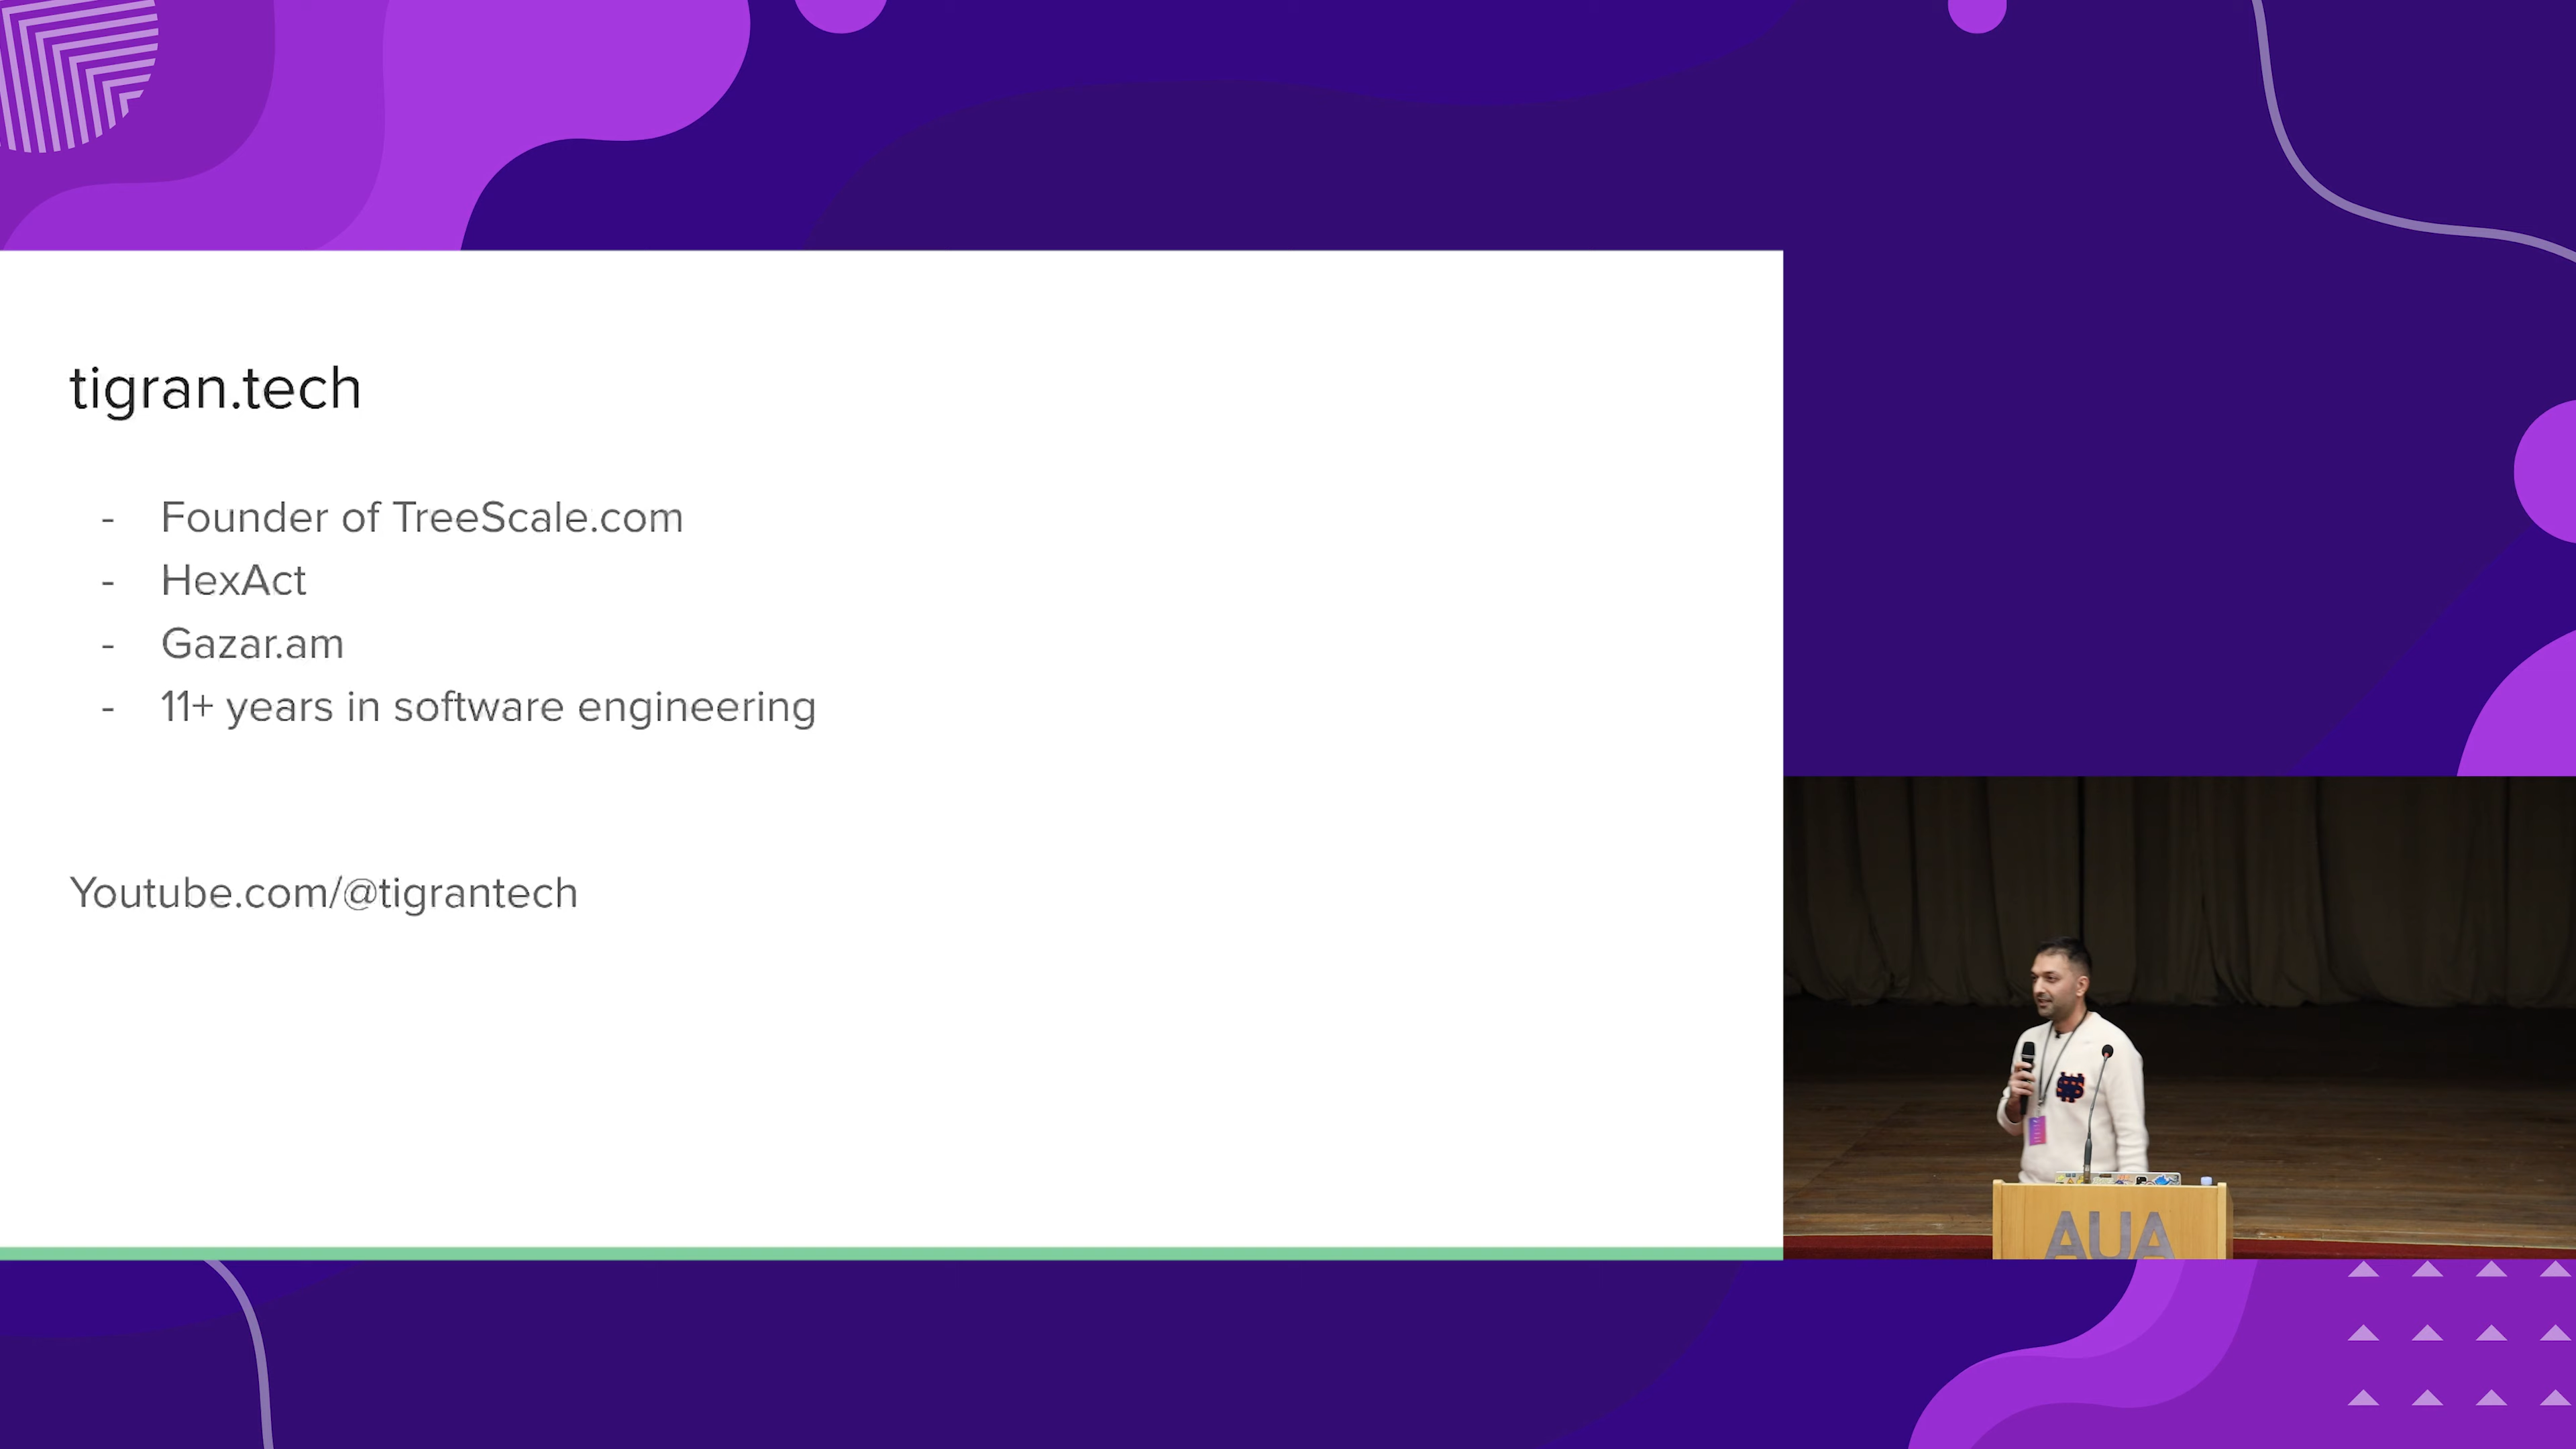 tigran.tech
- Founder of TreeScale.com
- HexAct
- Gazar.am
- 11+ years in software engineering
Youtube.com/@tigrantech
AUA